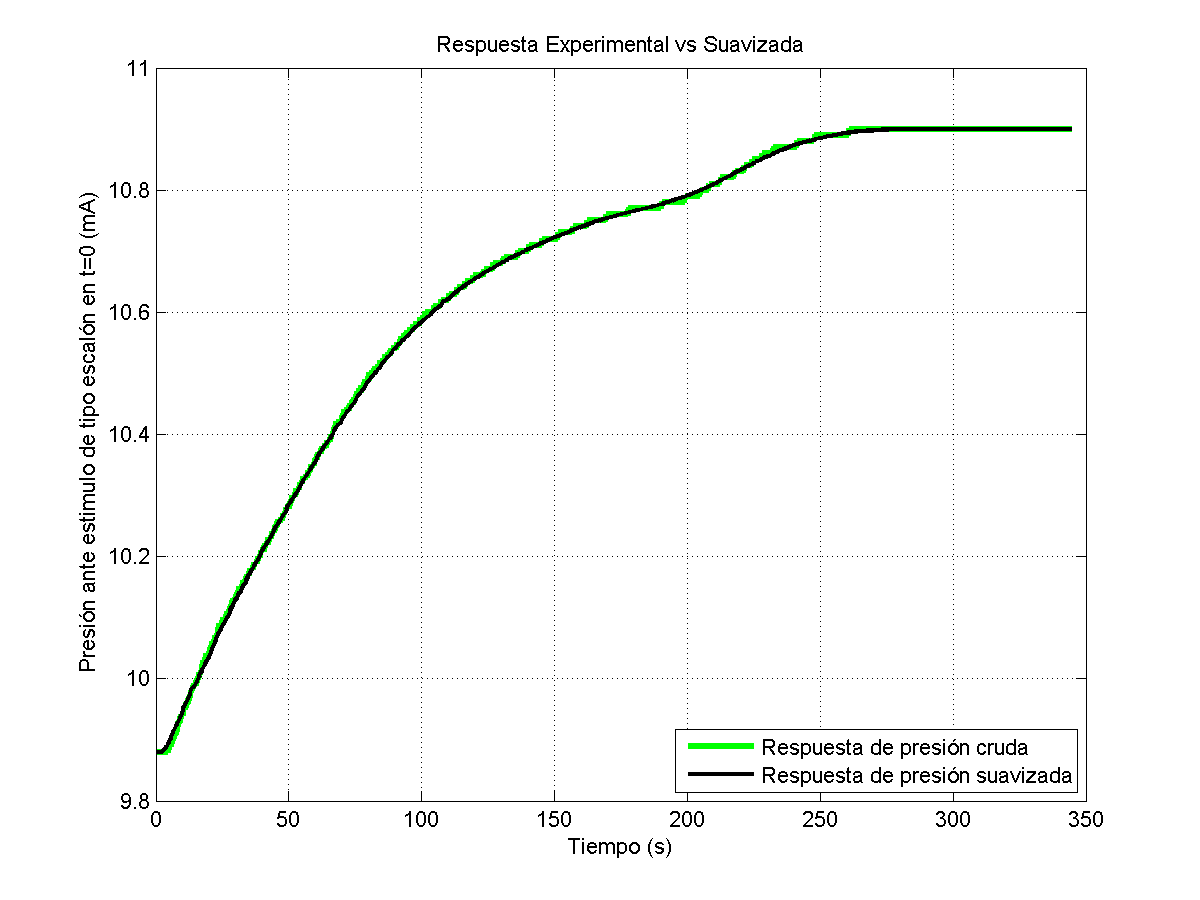 Respuesta Experimental vs Suavizada
Presión ante estimulo de tipo escalón en t=0 (mA)
11
10.8
10.6
10.4
10.2
10
9.8
Respuesta de presión cruda
Respuesta de presión suavizada
0 50 100 150 200 250 300 350
Tiempo (s)